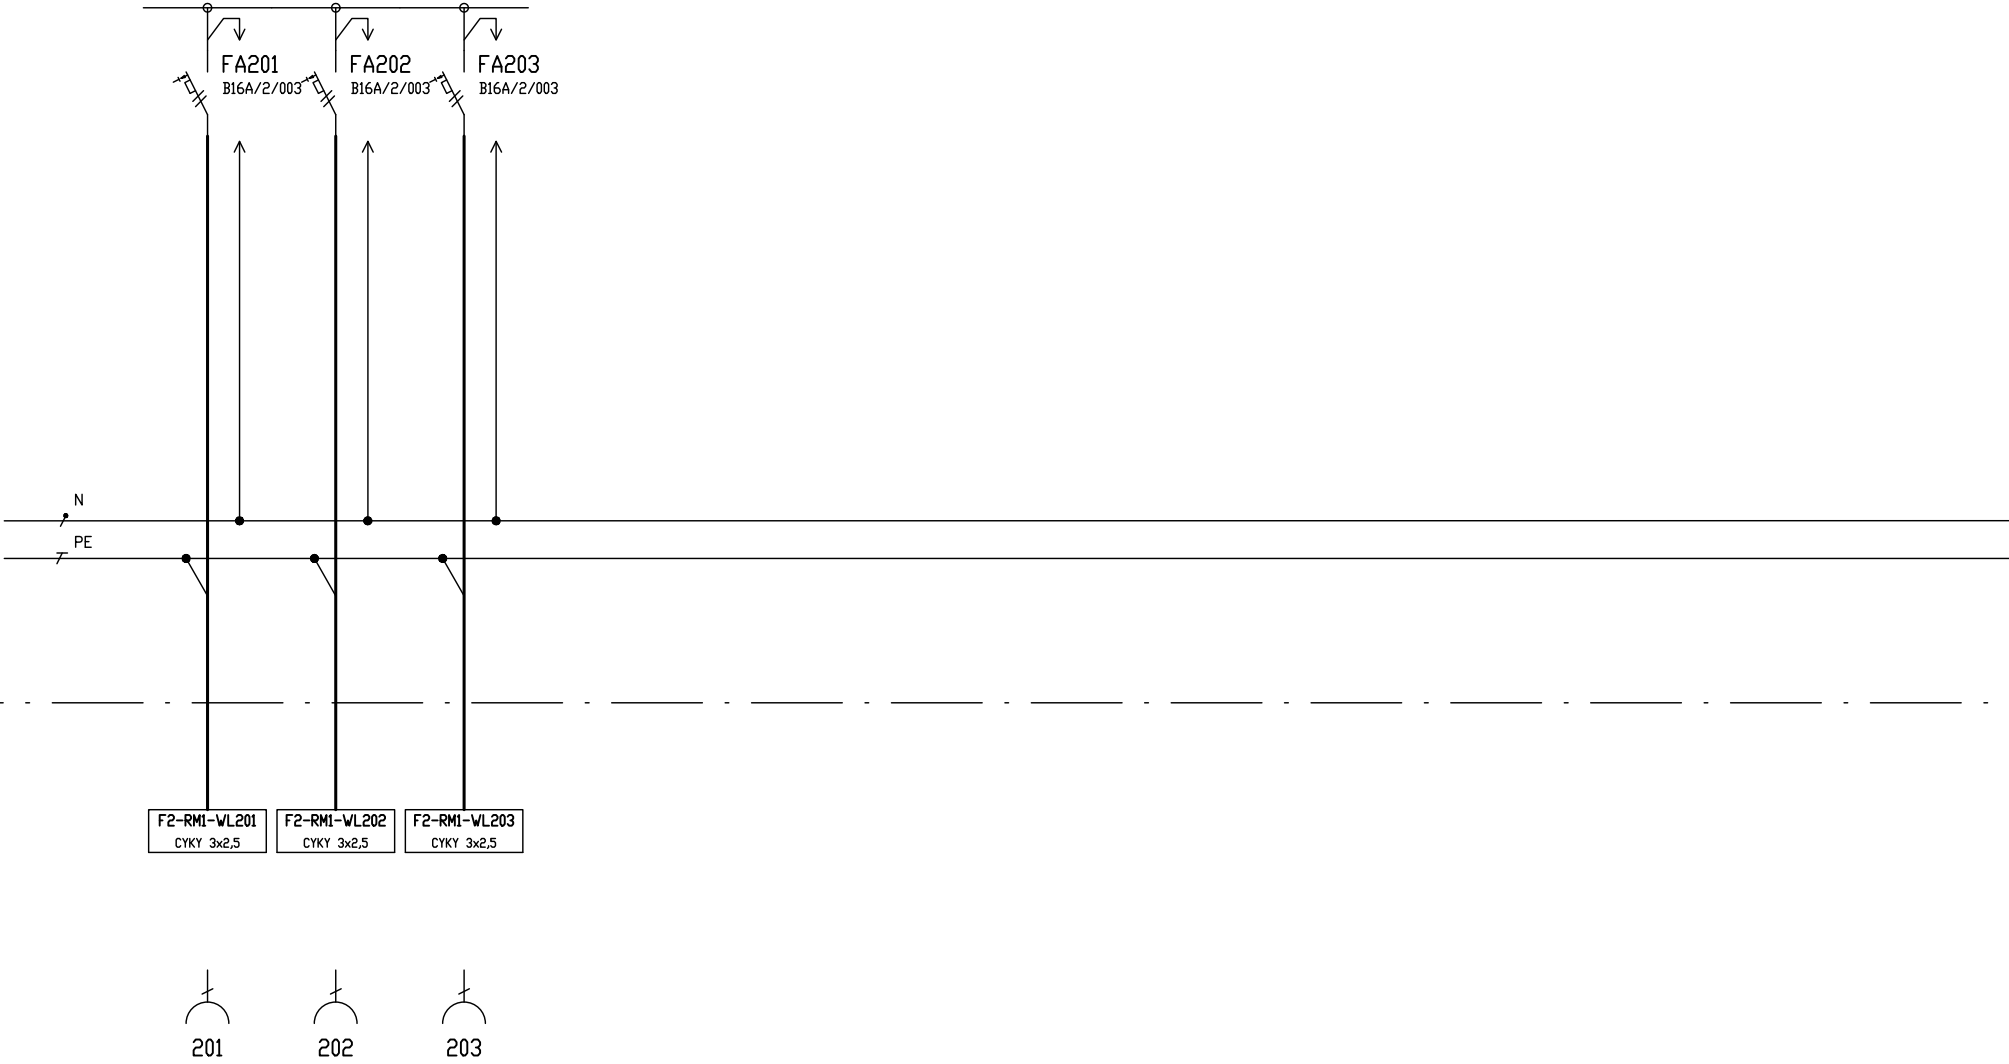 FA201 FA202 FA203
B16A/2/003 B16A/2/003 B16A/2/003
N
PE
F2-RM1-WL201 F2-RM1-WL202 F2-RM1-WL203
CYKY 3x2,5 CYKY 3x2,5 CYKY 3x2,5
201 202 203